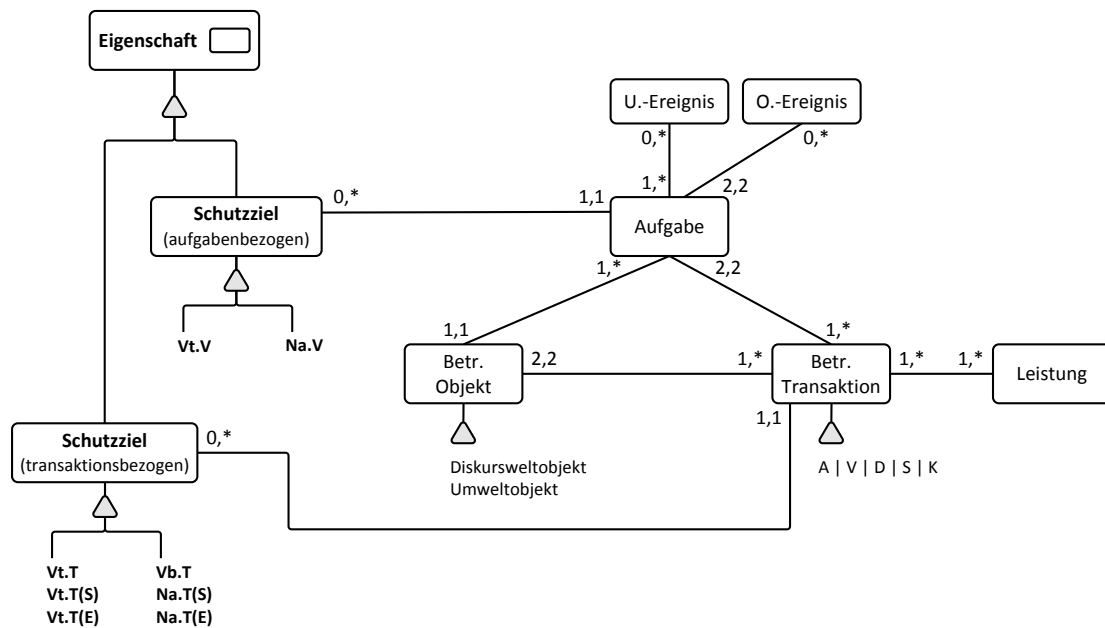 Eigenschaft
U.-Ereignis
O.-Ereignis
0,*
0,*
1,*
2,2
0,*
1,1
Schutzziel
(aufgabenbezogen)
Aufgabe
1,*
2,2
Vt.V
Na.V
1,1
1,*
Betr.
Objekt
2,2
1,*
Betr.
Transaktion
1,*
1,*
Leistung
1,1
Schutzziel
(transaktionsbezogen)
0,*
Diskursweltobjekt
Umweltobjekt
A | V | D | S | K
Vt.T
Vt.T(S)
Vt.T(E)
Vb.T
Na.T(S)
Na.T(E)